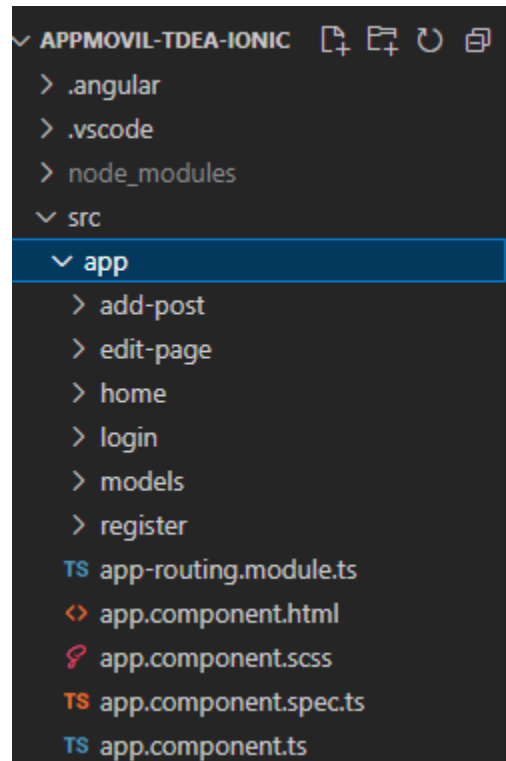 APPMOVIL-TDEA-IONIC
.angular
.vscode
node_modules
src
app
add-post
edit-page
home
login
models
register
TS app-routing.module.ts
<> app.component.html
app.component.scss
TS app.component.spec.ts
TS app.component.ts